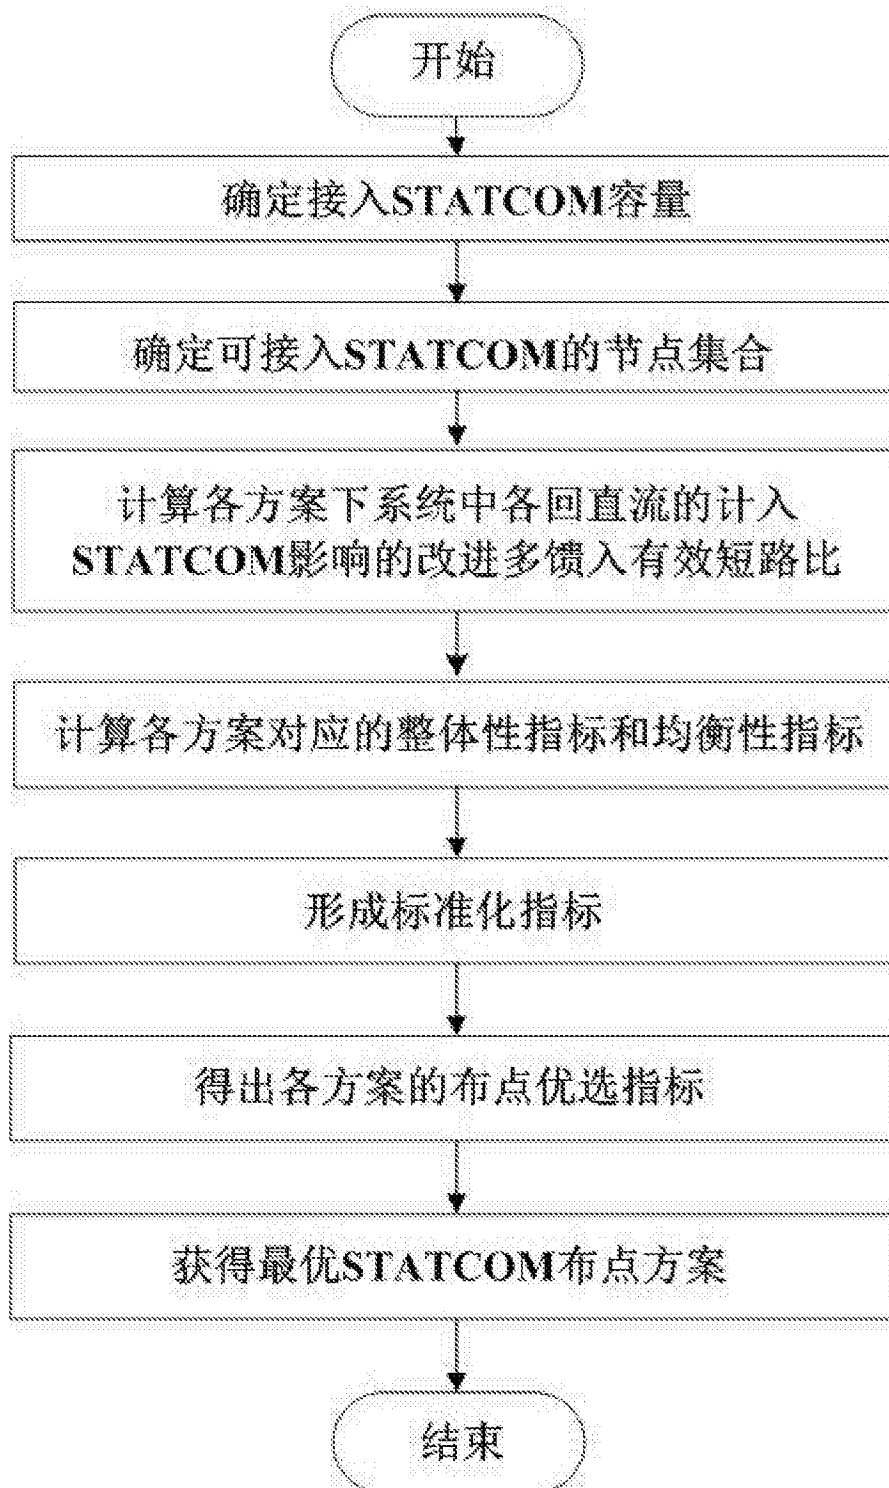 开始
确定接入STATCOM容量
确定可接入STATCOM的节点集合
计算各方案下系统中各回直流的计入
STATCOM影响的改进多馈入有效短路比
计算各方案对应的整体性指标和均衡性指标
形成标准化指标
得出各方案的布点优选指标
获得最优STATCOM布点方案
结束